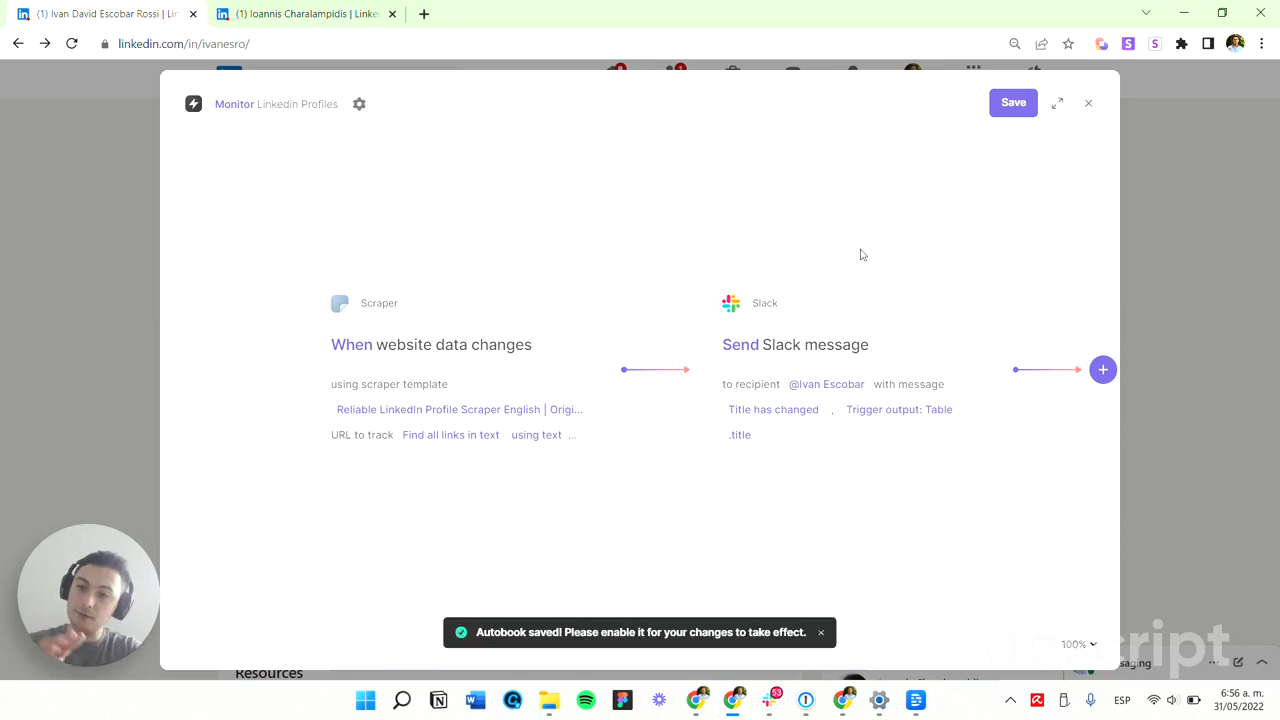 (1) Ivan David Escobar Rossi | Lin
(1) Ioannis Charalampidis | Linke
linkedin.com/in/ivanesro/
Monitor Linkedin Profiles
Save
Scraper
Slack
When website data changes
Send Slack message
using scraper template
to recipient @Ivan Escobar with message
Reliable LinkedIn Profile Scraper English | Origi...
Title has changed , Trigger output: Table
URL to track Find all links in text using text ...
.title
Autobook saved! Please enable it for your changes to take effect.
100%
descript
saging
Resources
53
ESP
6:56 a. m.
31/05/2022